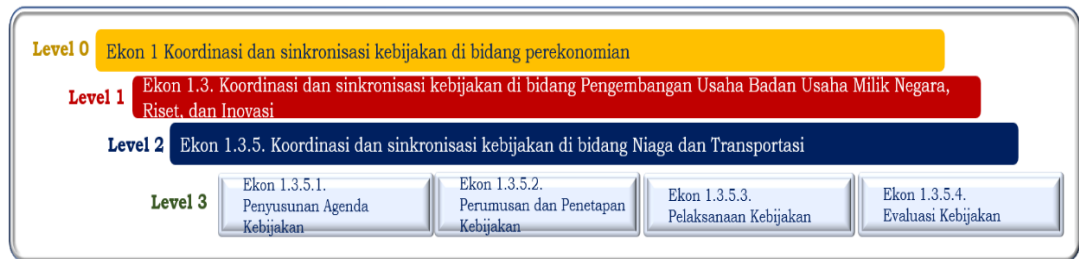 Level 0
Ekon 1 Koordinasi dan sinkronisasi kebijakan di bidang perekonomian
Level 1
Ekon 1.3. Koordinasi dan sinkronisasi kebijakan di bidang Pengembangan Usaha Badan Usaha Milik Negara,
Riset, dan Inovasi
Level 2
Ekon 1.3.5. Koordinasi dan sinkronisasi kebijakan di bidang Niaga dan Transportasi
Level 3
Ekon 1.3.5.1.
Penyusunan Agenda
Kebijakan
Ekon 1.3.5.2.
Perumusan dan Penetapan
Kebijakan
Ekon 1.3.5.3.
Pelaksanaan Kebijakan
Ekon 1.3.5.4.
Evaluasi Kebijakan